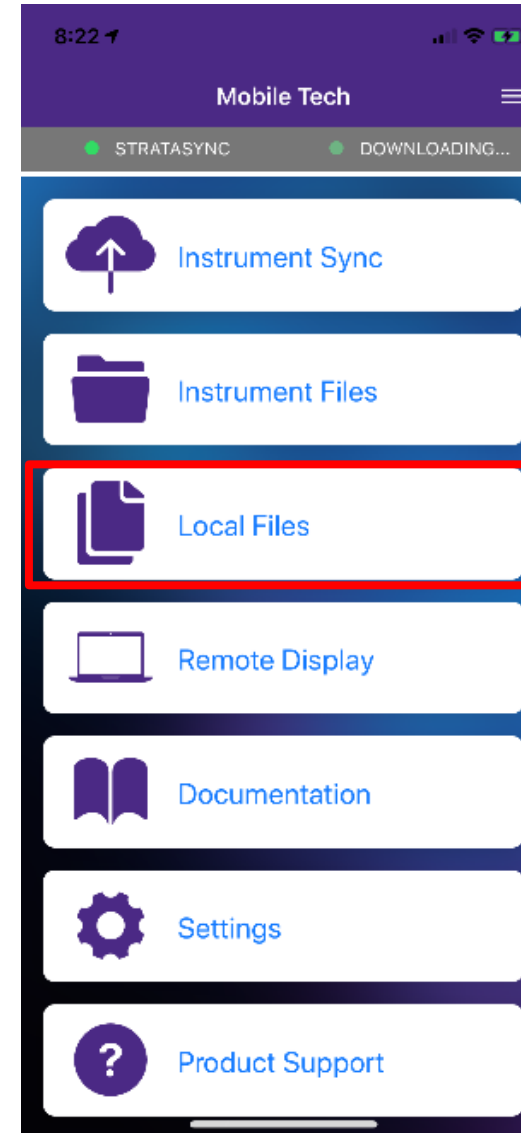 8:22
Mobile Tech
STRATASYNC DOWNLOADING...
Instrument Sync
Instrument Files
Local Files
Remote Display
Documentation
Settings
?
Product Support